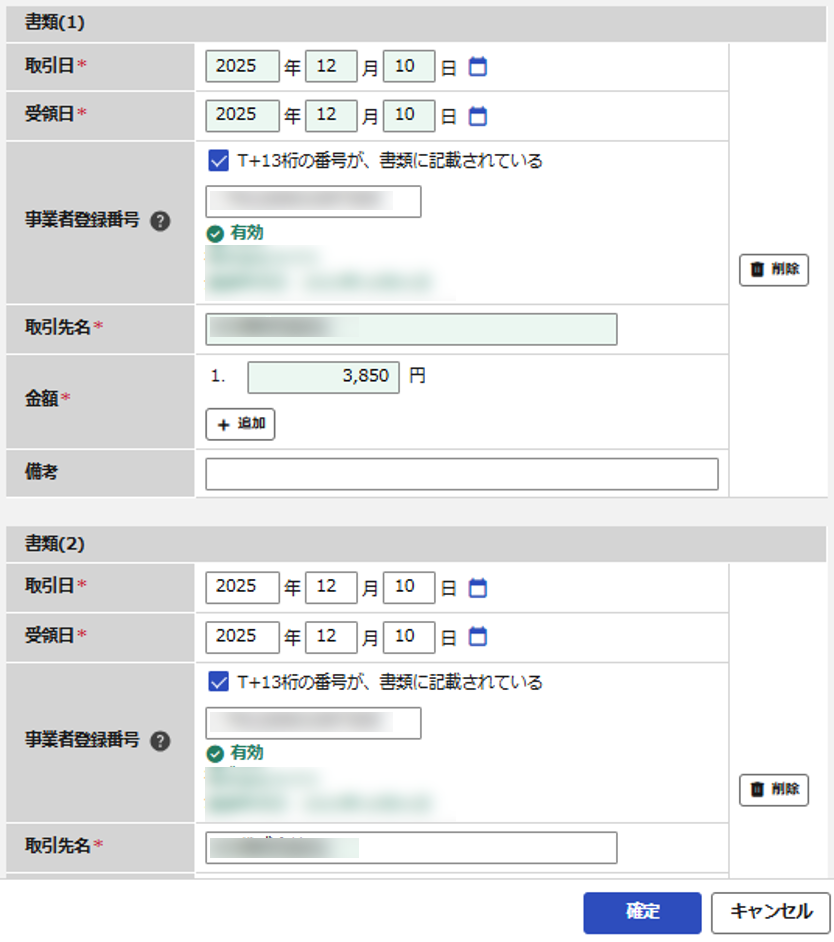 書類(1)
取引日* 2025 年 12 月 10 日
受領日* 2025 年 12 月 10 日
T+13桁の番号が、書類に記載されている
事業者登録番号 ?
有効
削除
取引先名*
金額* 1. 3,850 円
+ 追加
備考
書類(2)
取引日* 2025 年 12 月 10 日
受領日* 2025 年 12 月 10 日
T+13桁の番号が、書類に記載されている
事業者登録番号 ?
有効
削除
取引先名*
確定 キャンセル